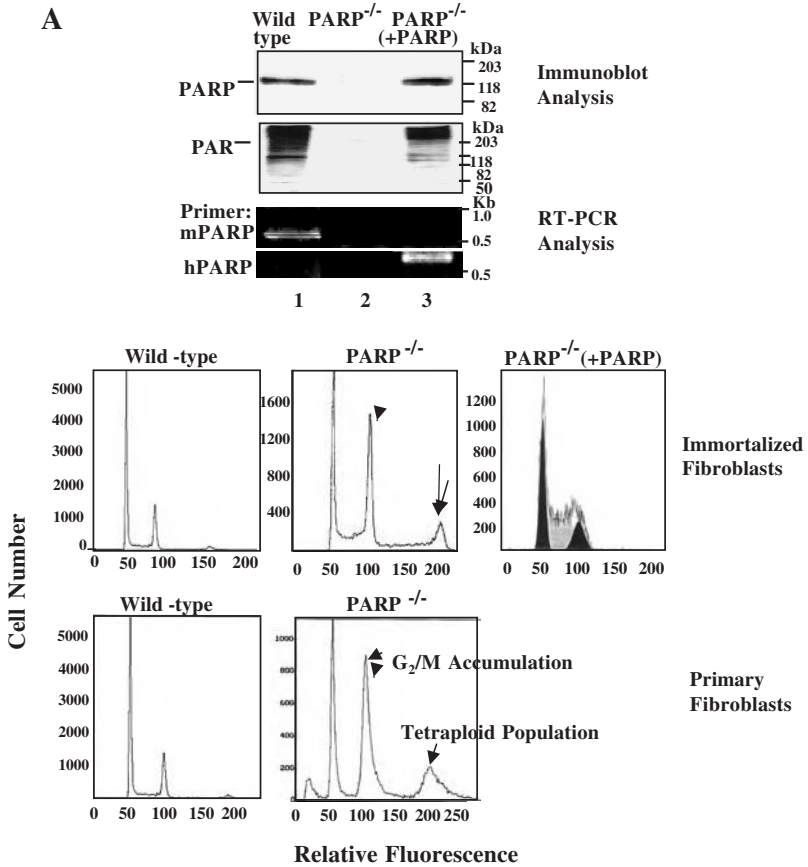 A
Wild type PARP-/- PARP-/- (+PARP)
kDa
203
PARP
118
82
Immunoblot Analysis
kDa
PAR
203
118
82
50
Kb
Primer:
1.0
mPARP
0.5
RT-PCR Analysis
hPARP
0.5
1 2 3
Wild -type
5000
4000
3000
2000
1000
0
0 50 100 150 200
PARP -/-
1600
1200
800
400
0 50 100 150 200
PARP-/- (+PARP)
1200
1000
800
600
400
200
0 50 100 150 200
Immortalized Fibroblasts
Cell Number
Wild -type
5000
4000
3000
2000
1000
0 50 100 150 200
PARP -/-
1000
800
600
400
200
0
G2/M Accumulation
Tetraploid Population
0 50 100 150 200 250
Primary Fibroblasts
Relative Fluorescence